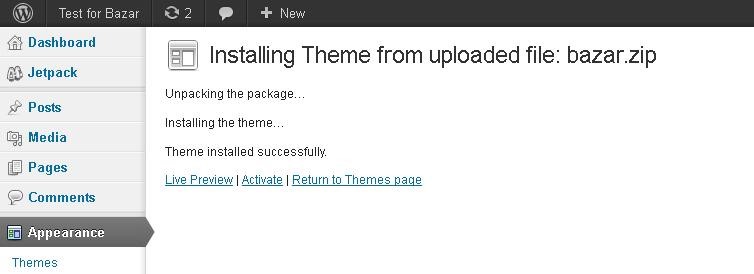 Test for Bazar 2 + New
Dashboard
Jetpack
Posts
Media
Pages
Comments
Appearance
Themes
Installing Theme from uploaded file: bazar.zip
Unpacking the package…
Installing the theme…
Theme installed successfully.
Live Preview | Activate | Return to Themes page